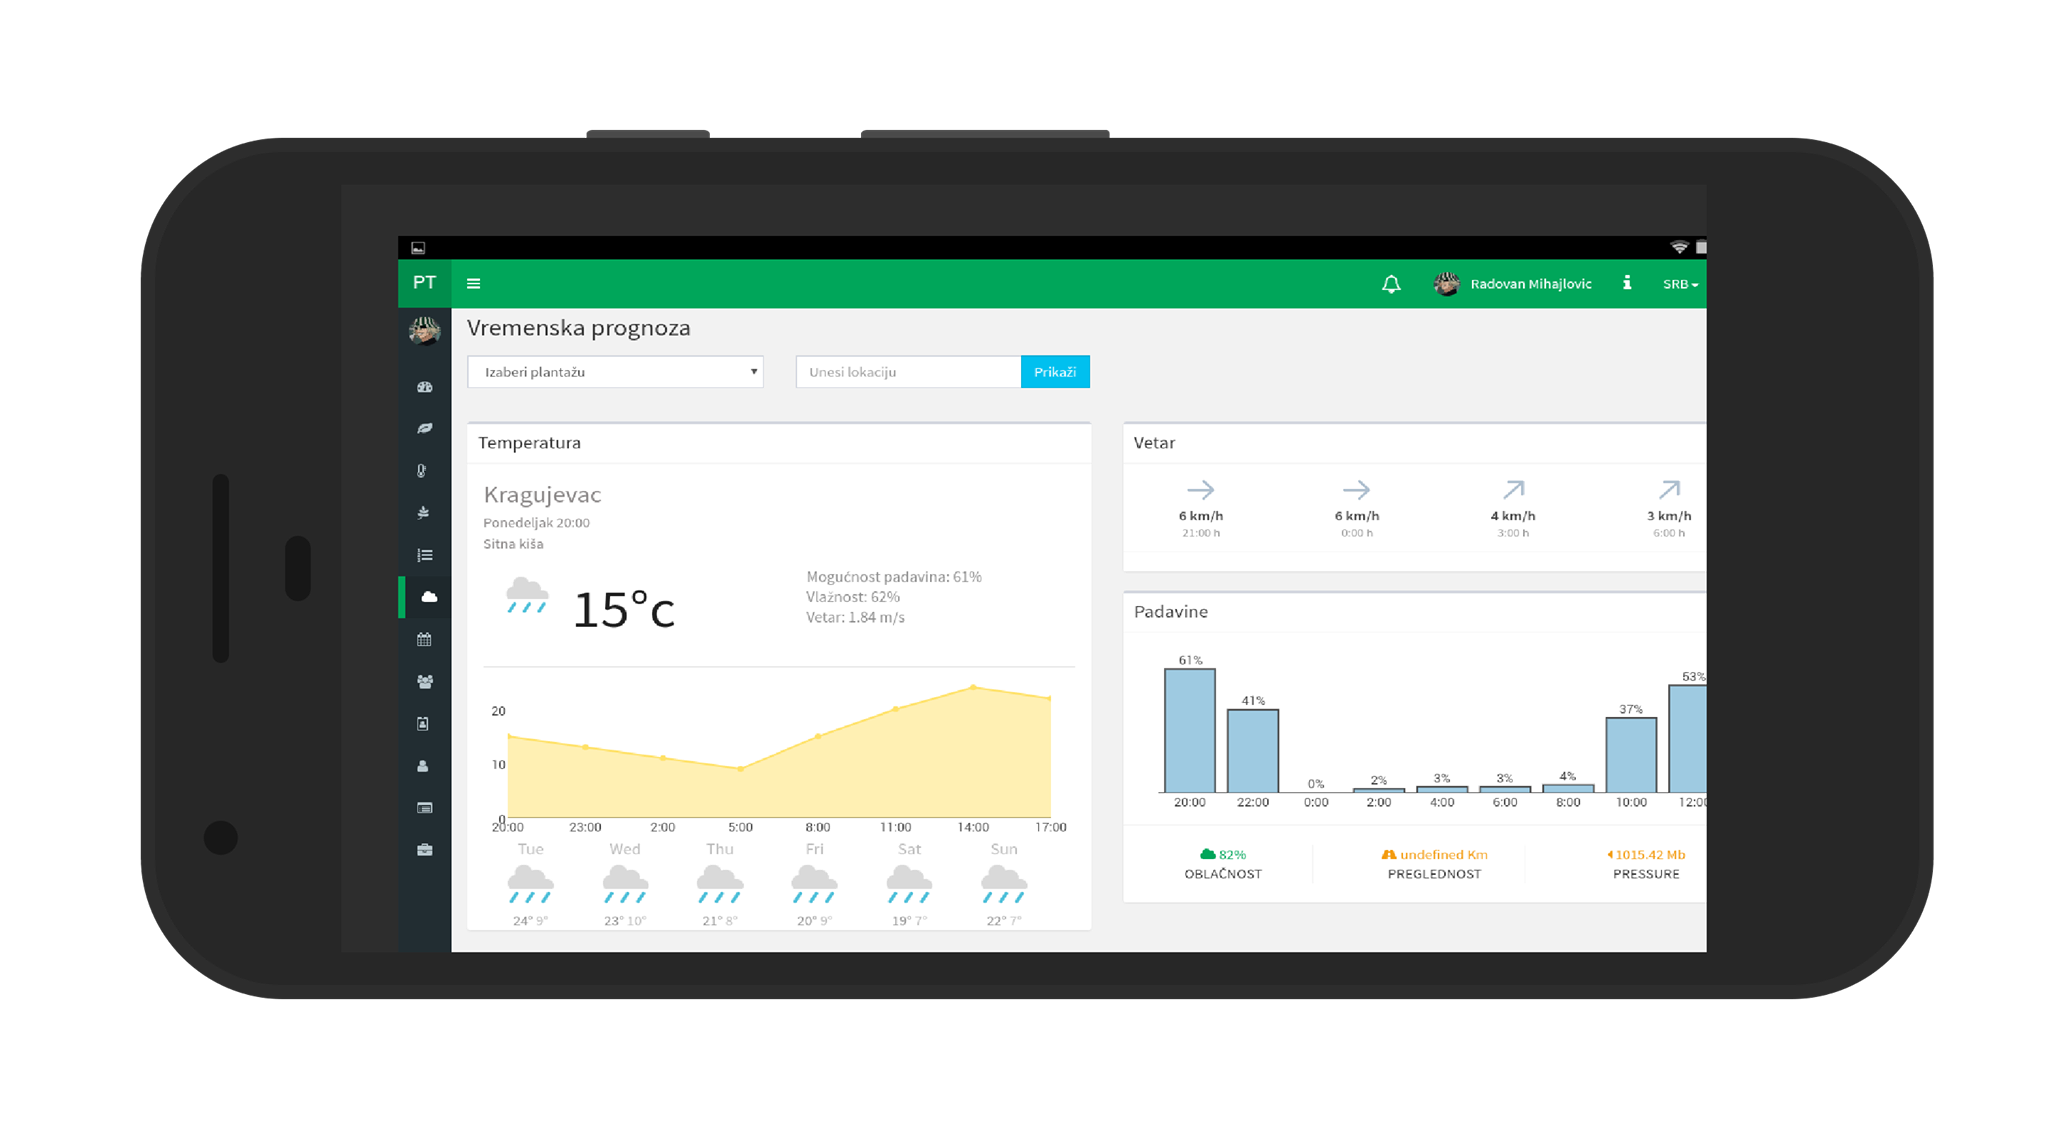 PT
Radovan Mihajlovic
SRB
Vremenska prognoza
Izaberi plantažu
Unesi lokaciju
Prikaži
Temperatura
Kragujevac
Ponedeljak 20:00
Sitna kiša
15°c
Mogućnost padavina: 61%
Vlažnost: 62%
Vetar: 1.84 m/s
20
10
0
20:00 23:00 2:00 5:00 8:00 11:00 14:00 17:00
Tue Wed Thu Fri Sat Sun
24° 9° 23° 10° 21° 8° 20° 9° 19° 7° 22° 7°
Vetar
6 km/h 6 km/h 4 km/h 3 km/h
21:00 h 0:00 h 3:00 h 6:00 h
Padavine
61% 41% 0% 2% 3% 3% 4% 37% 53%
20:00 22:00 0:00 2:00 4:00 6:00 8:00 10:00 12:00
82% undefined Km 1015.42 Mb
OBLAČNOST PREGLEDNOST PRESSURE